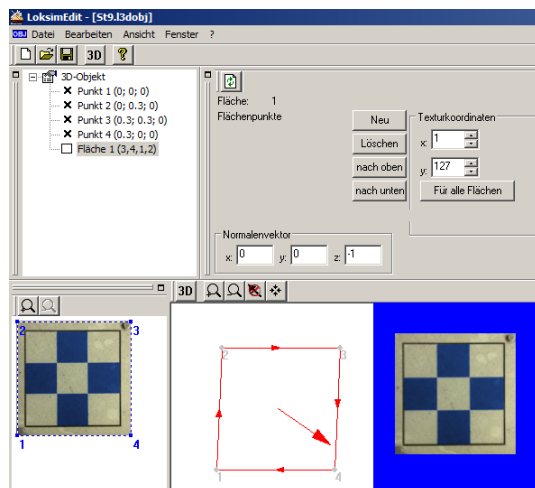 LoksimEdit - [St9.l3dobj]
OBJ Datei Bearbeiten Ansicht Fenster ?
3D ?
3D-Objekt
Punkt 1 (0; 0; 0)
Punkt 2 (0; 0.3; 0)
Punkt 3 (0.3; 0.3; 0)
Punkt 4 (0.3; 0; 0)
Fläche 1 (3,4,1,2)
Fläche: 1
Flächenpunkte
Neu
Löschen
nach oben
nach unten
Texturkoordinaten
x: 1
y: 127
Für alle Flächen
Normalenvektor
x: 0 y: 0 z: -1
3D
2 3
1 4
2 3
1 4